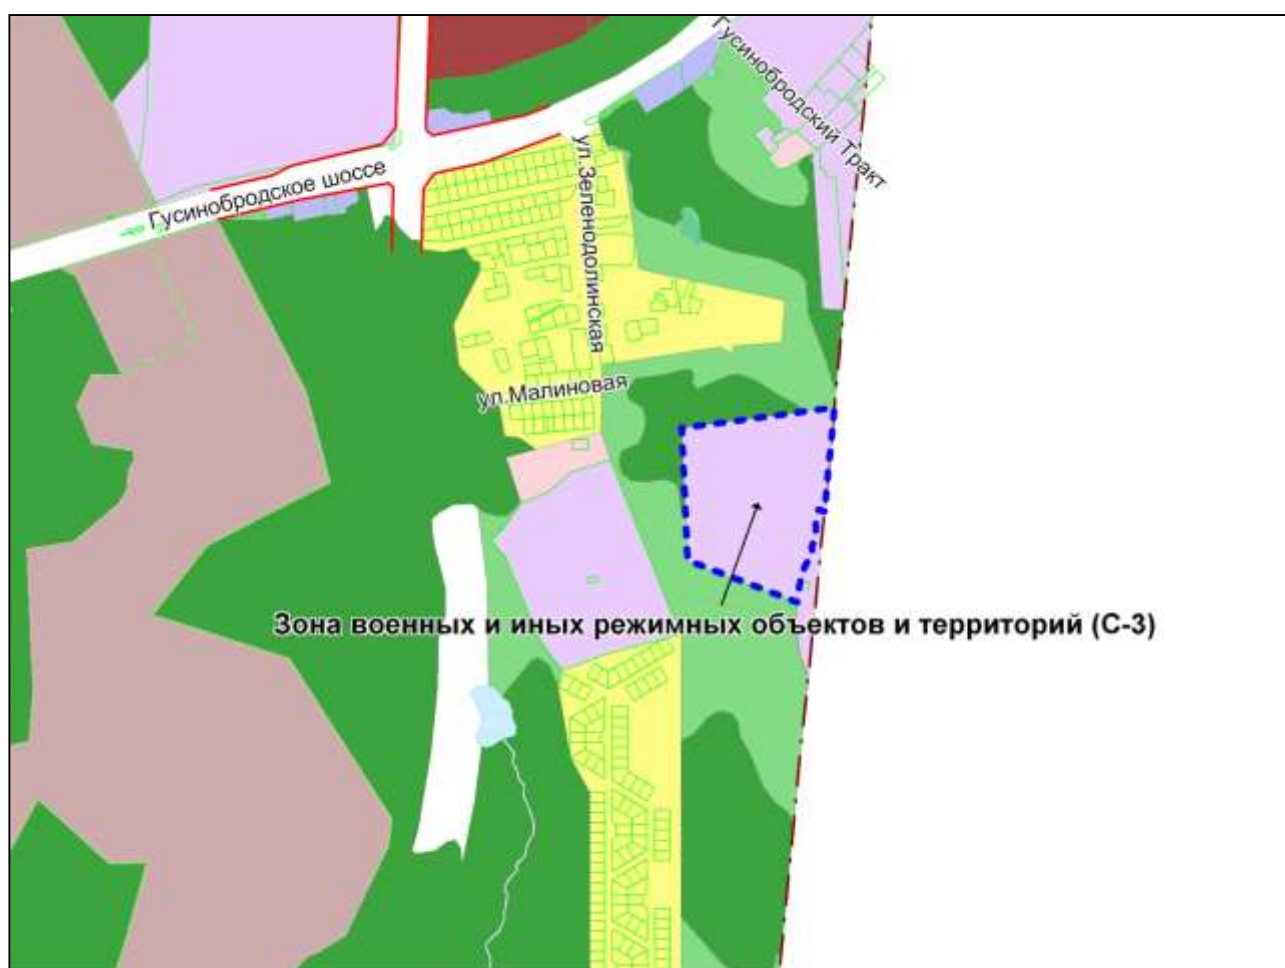 Гусинобродский Тракт
ул.Зеленодолинская
Гусинобродское шоссе
ул.Малиновая
Зона военных и иных режимных объектов и территорий (С-3)